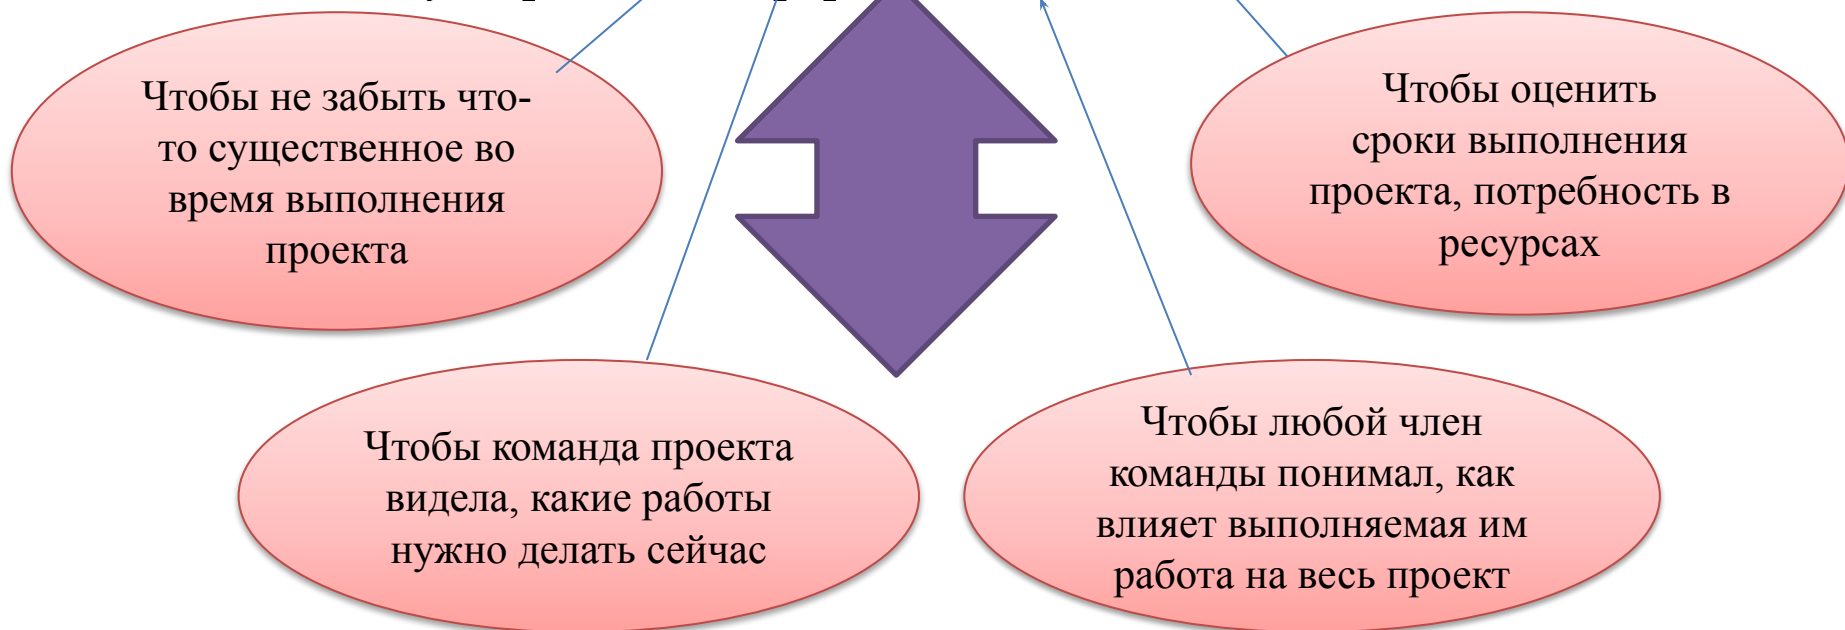 Чтобы не забыть что-
то существенное во
время выполнения
проекта
Чтобы оценить
сроки выполнения
проекта, потребность в
ресурсах
Чтобы команда проекта
видела, какие работы
нужно делать сейчас
Чтобы любой член
команды понимал, как
влияет выполняемая им
работа на весь проект